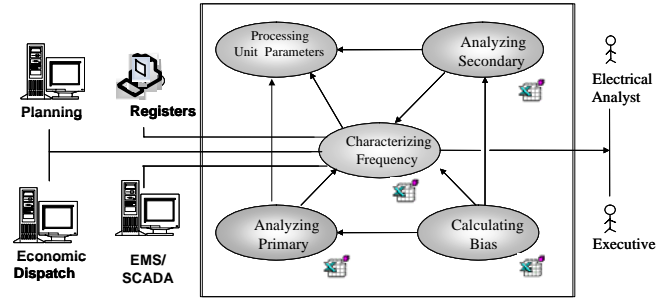 Processing
Unit Parameters
Analyzing
Secondary
Planning
Registers
Electrical
Analyst
Characterizing
Frequency
Analyzing
Primary
Calculating
Bias
Economic
Dispatch
EMS/
SCADA
Executive